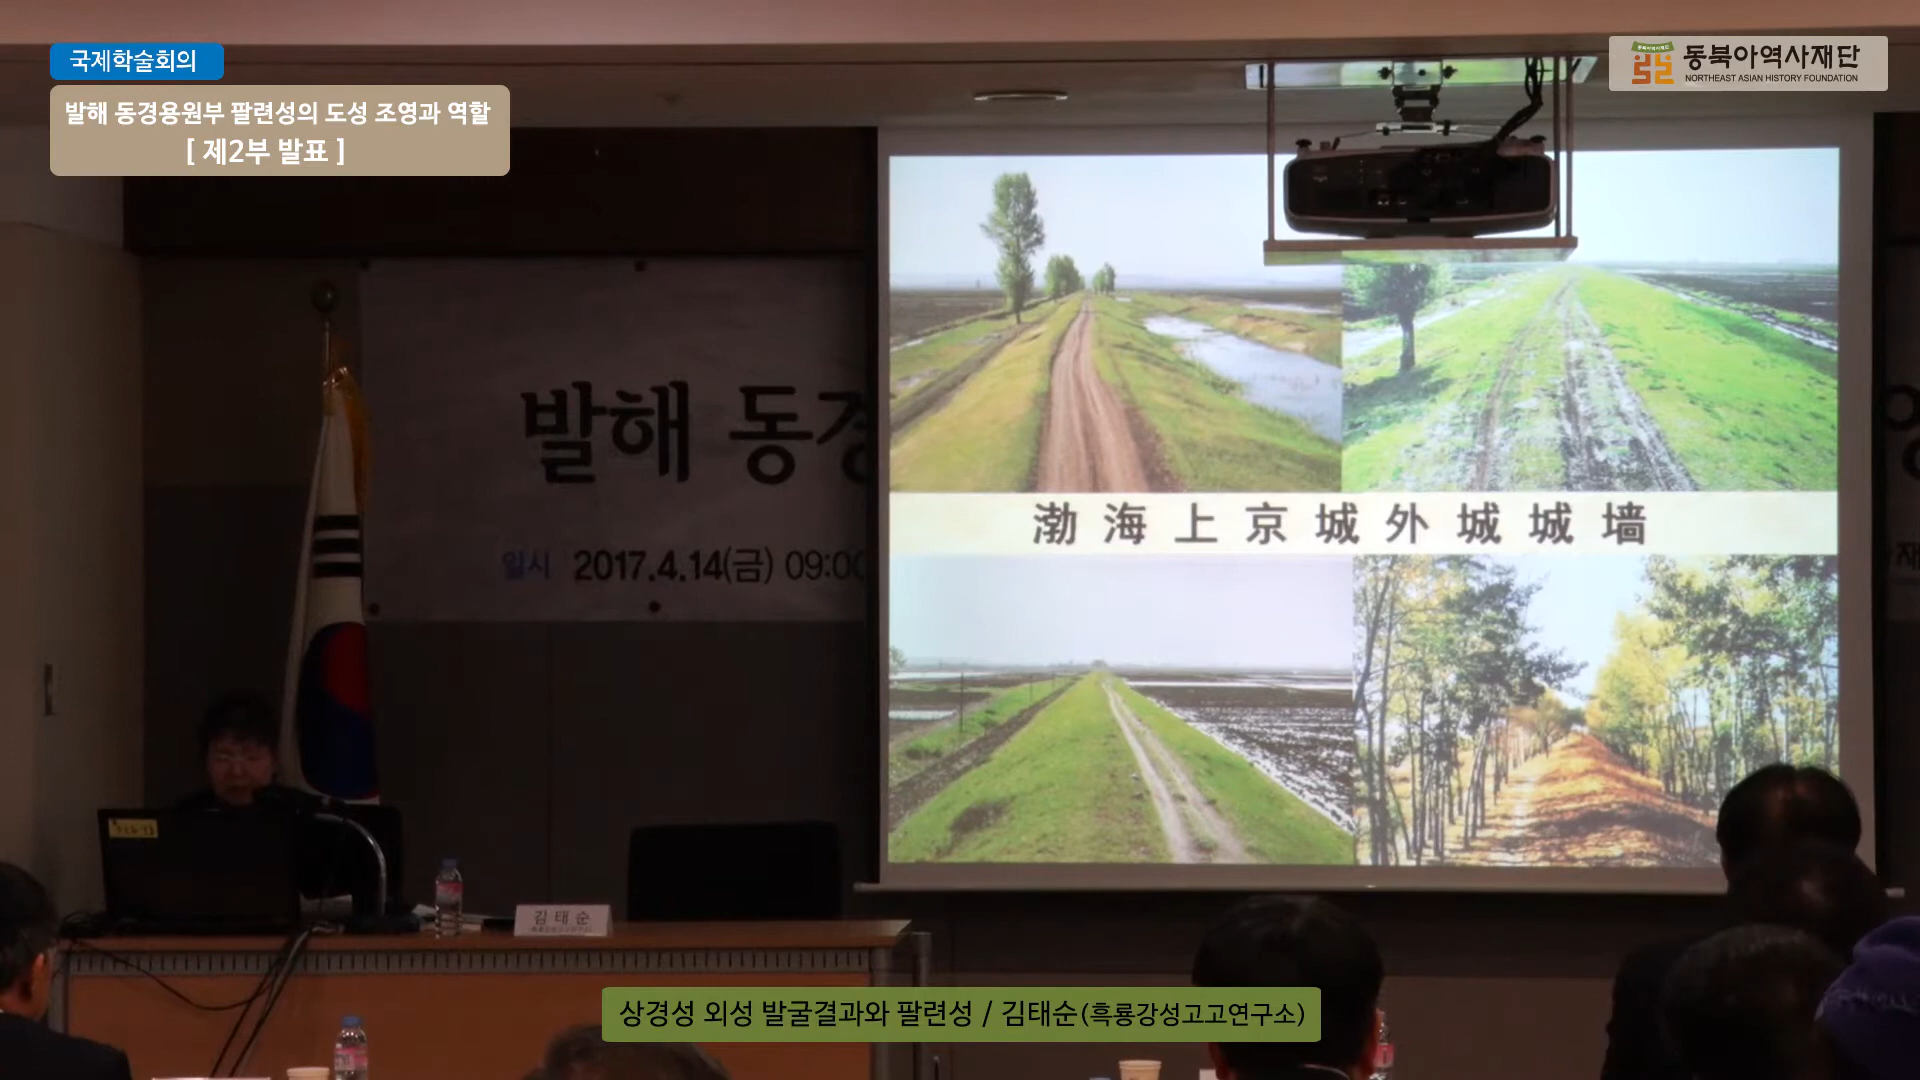 국제학술회의
발해 동경용원부 팔련성의 도성 조영과 역할
[ 제2부 발표 ]
동북아역사재단
NORTHEAST ASIAN HISTORY FOUNDATION
발해 동경
일시 2017.4.14(금) 09:00
渤海上京城外城城墙
김태순
상경성 외성 발굴결과와 팔련성 / 김태순(흑룡강성고고연구소)